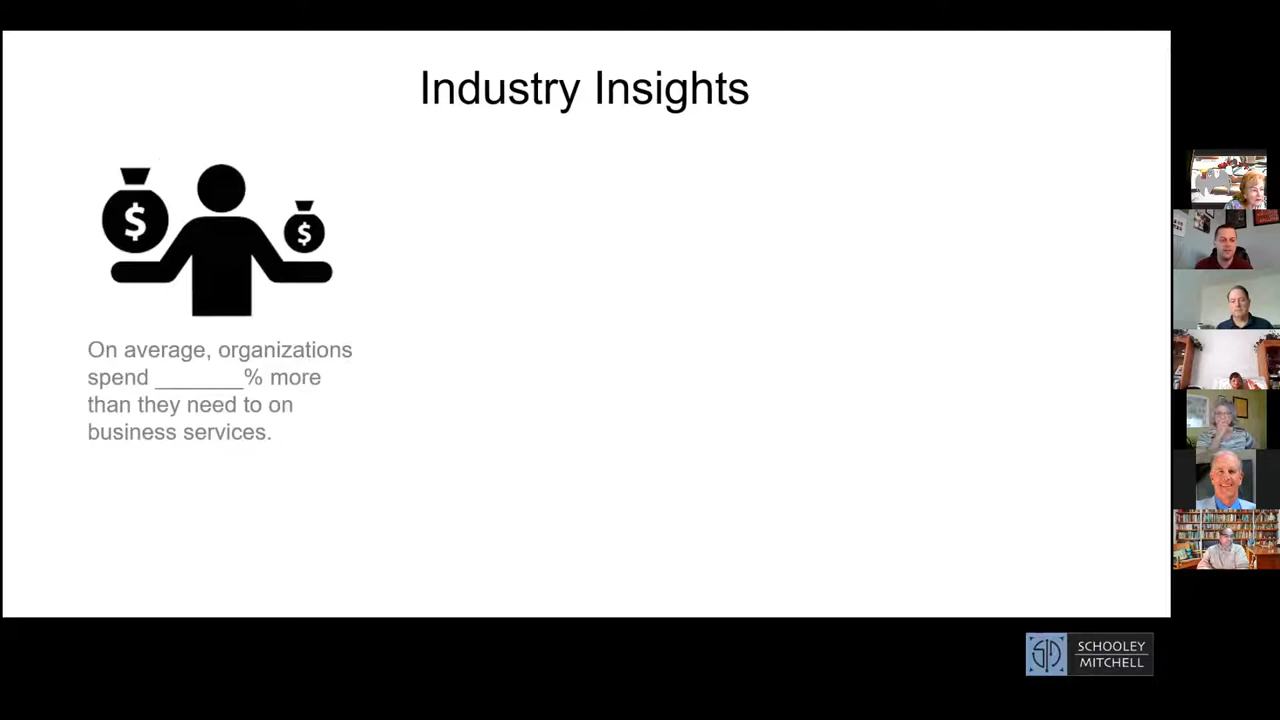 Industry Insights
$
$
On average, organizations
spend _______% more
than they need to on
business services.
SCHOOLEY
MITCHELL